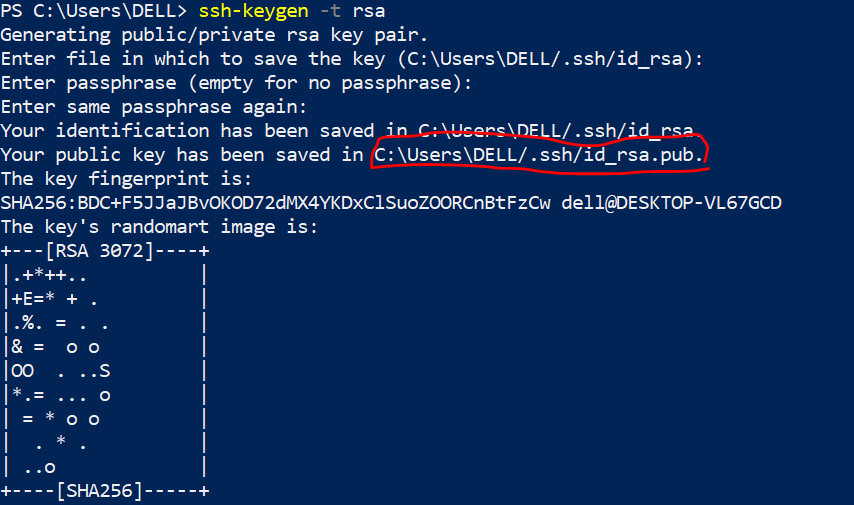 PS C:\Users\DELL> ssh-keygen -t rsa
Generating public/private rsa key pair.
Enter file in which to save the key (C:\Users\DELL/.ssh/id_rsa):
Enter passphrase (empty for no passphrase):
Enter same passphrase again:
Your identification has been saved in C:\Users\DELL/.ssh/id_rsa.
Your public key has been saved in C:\Users\DELL/.ssh/id_rsa.pub.
The key fingerprint is:
SHA256:BDC+F5JJaJBvOKOD72dMX4YKDxClSuoZOORCnBtFzCw dell@DESKTOP-VL67GCD
The key's randomart image is:
+---[RSA 3072]----+
|.+*++..          |
|+E=* + .         |
|.%. = . .        |
|& =  o o         |
|OO  . ..S        |
|*.= ... o        |
| = * o o         |
|  . * .          |
| ..o             |
+----[SHA256]-----+